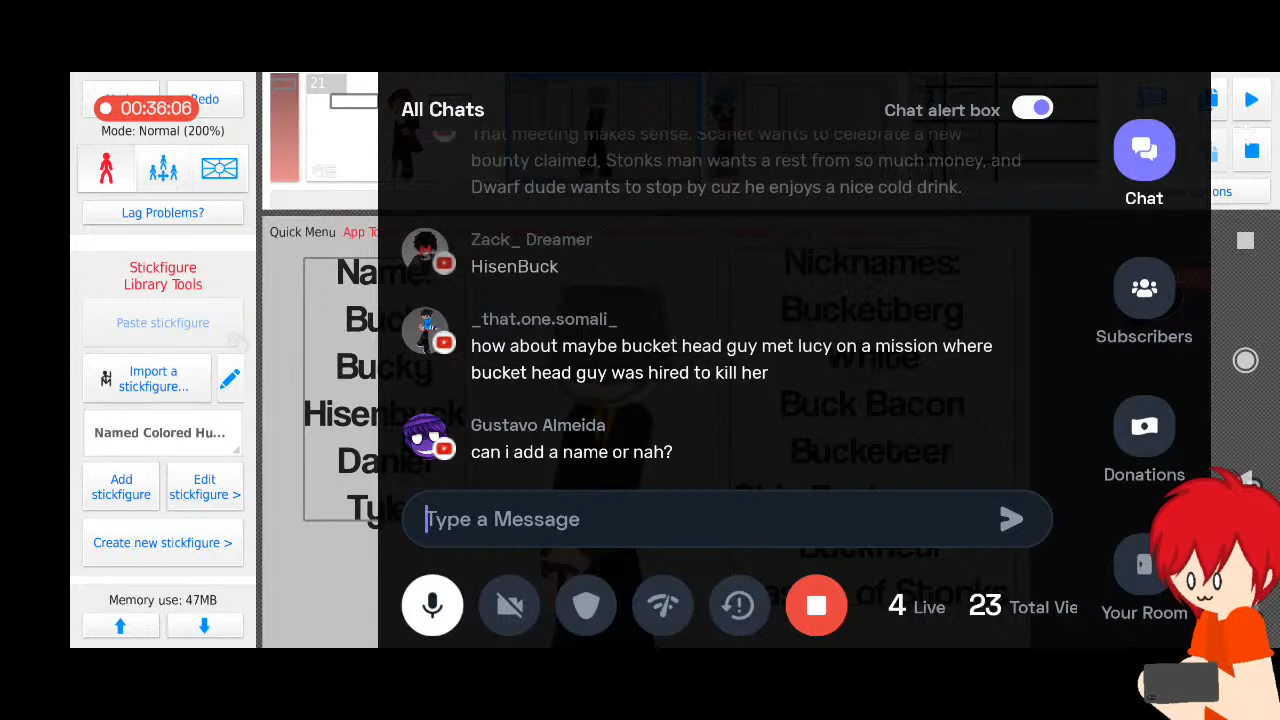 Redo
00:36:06
Mode: Normal (200%)
Lag Problems?
Stickfigure
Library Tools
Paste stickfigure
Import a
stickfigure...
Named Colored Hu...
Add
stickfigure
Edit
stickfigure >
Create new stickfigure >
Memory use: 47MB
21
Quick Menu
All Chats
Chat alert box
That meeting makes sense. Scanet wants to celebrate a new
bounty claimed, Stonks man wants a rest from so much money, and
Dwarf dude wants to stop by cuz he enjoys a nice cold drink.
Zack_ Dreamer
HisenBuck
_that.one.somali_
how about maybe bucket head guy met lucy on a mission where
bucket head guy was hired to kill her
Gustavo Almeida
can i add a name or nah?
Type a Message
4 Live 23 Total Vie
Chat
Subscribers
Donations
Your Room
Bucky
Hisenbuck
Nicknames:
Bucketberg
White
Buck Bacon
Bucketeer